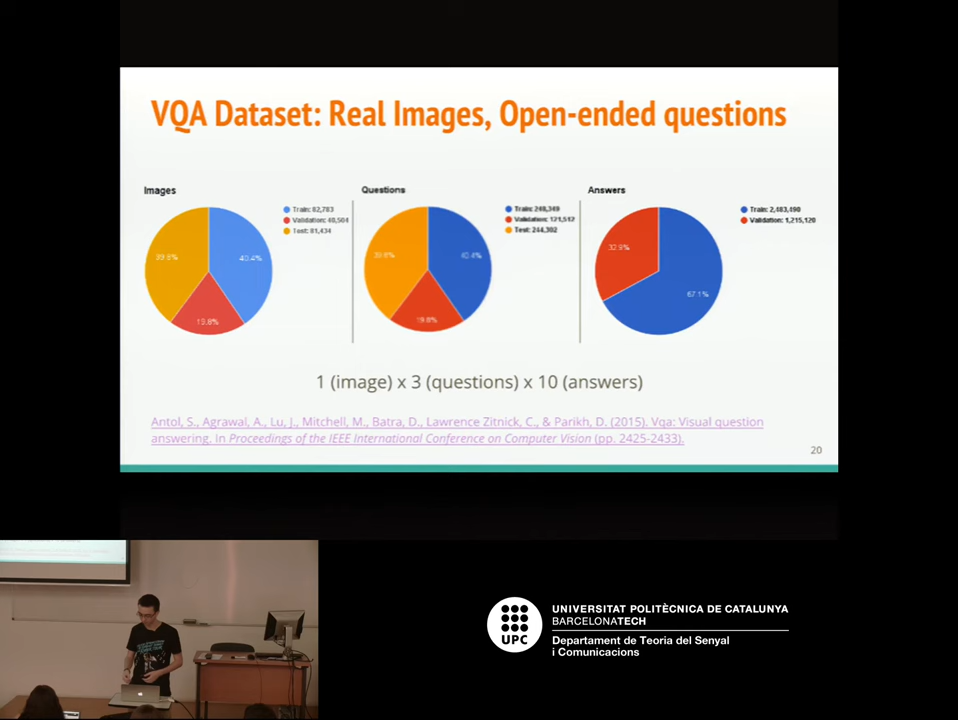 VQA Dataset: Real Images, Open-ended questions
Images
Train: 82,783
Validation: 40,504
Test: 81,434
39.8%
40.4%
19.8%
Questions
Train: 248,349
Validation: 121,512
Test: 244,302
39.8%
40.4%
19.8%
Answers
Train: 2,483,490
Validation: 1,215,120
32.9%
67.1%
1 (image) x 3 (questions) x 10 (answers)
Antol, S., Agrawal, A., Lu, J., Mitchell, M., Batra, D., Lawrence Zitnick, C., & Parikh, D. (2015). Vqa: Visual question
answering. In Proceedings of the IEEE International Conference on Computer Vision (pp. 2425-2433).
20
UPC
UNIVERSITAT POLITÈCNICA DE CATALUNYA
BARCELONATECH
Departament de Teoria del Senyal
i Comunicacions